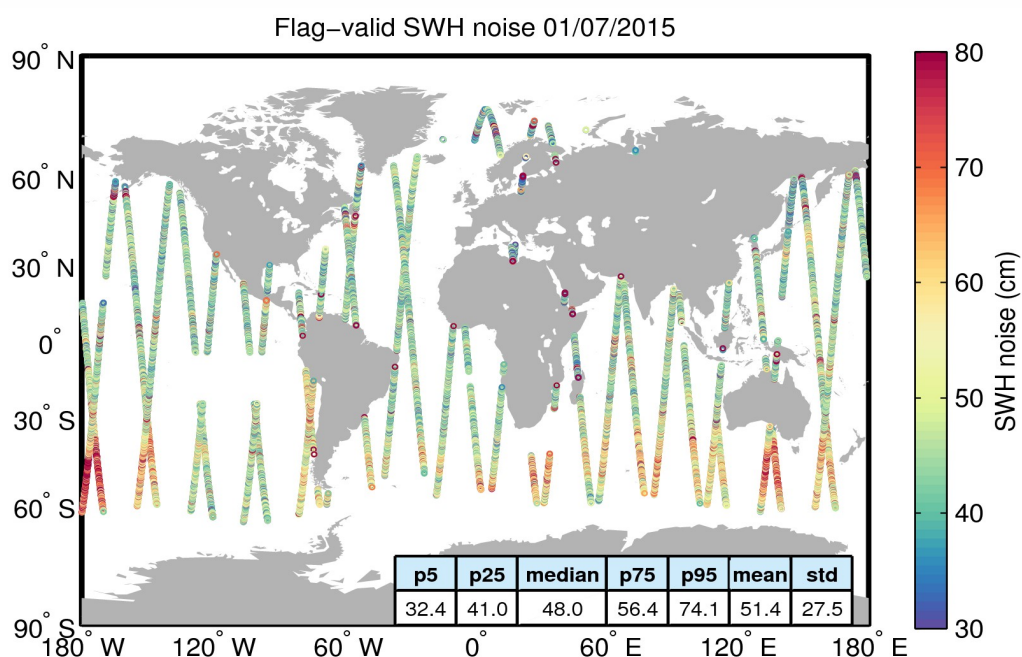 Flag−valid SWH noise 01/07/2015
90° N
60° N
30° N
0°
30° S
60° S
90° S
180° W
120° W
60° W
0°
60° E
120° E
180° E
p5 p25 median p75 p95 mean std
32.4 41.0 48.0 56.4 74.1 51.4 27.5
80
70
60
50
40
30
SWH noise (cm)